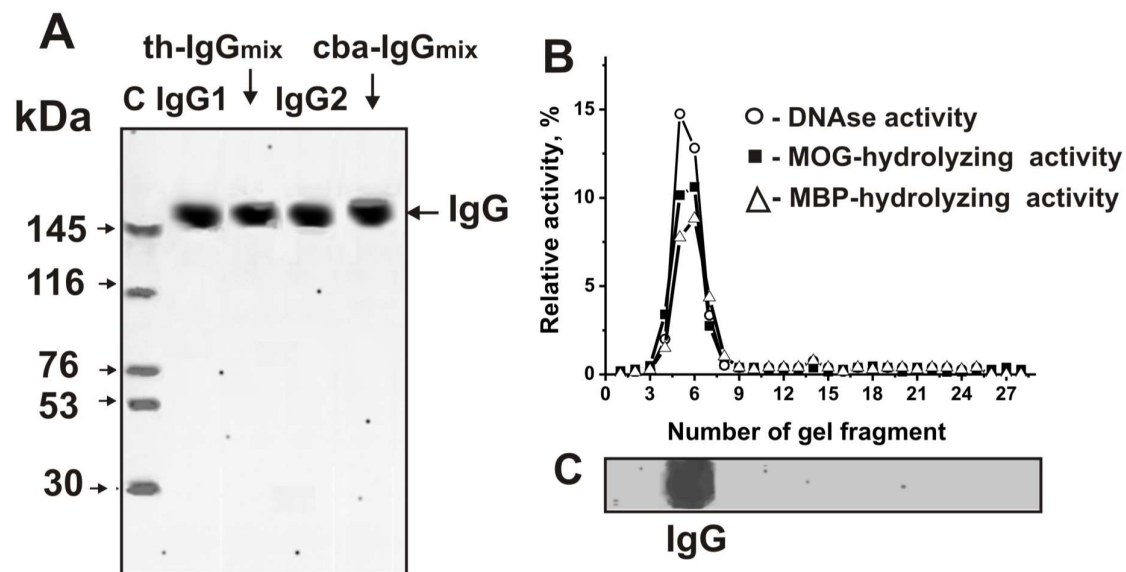 A
th-IgGmix cba-IgGmix
C IgG1 IgG2
kDa
IgG
145
116
76
53
30
B
Relative activity, %
15
10
5
0
- DNAse activity
- MOG-hydrolyzing activity
- MBP-hydrolyzing activity
0 3 6 9 12 15 18 21 24 27
Number of gel fragment
C
IgG